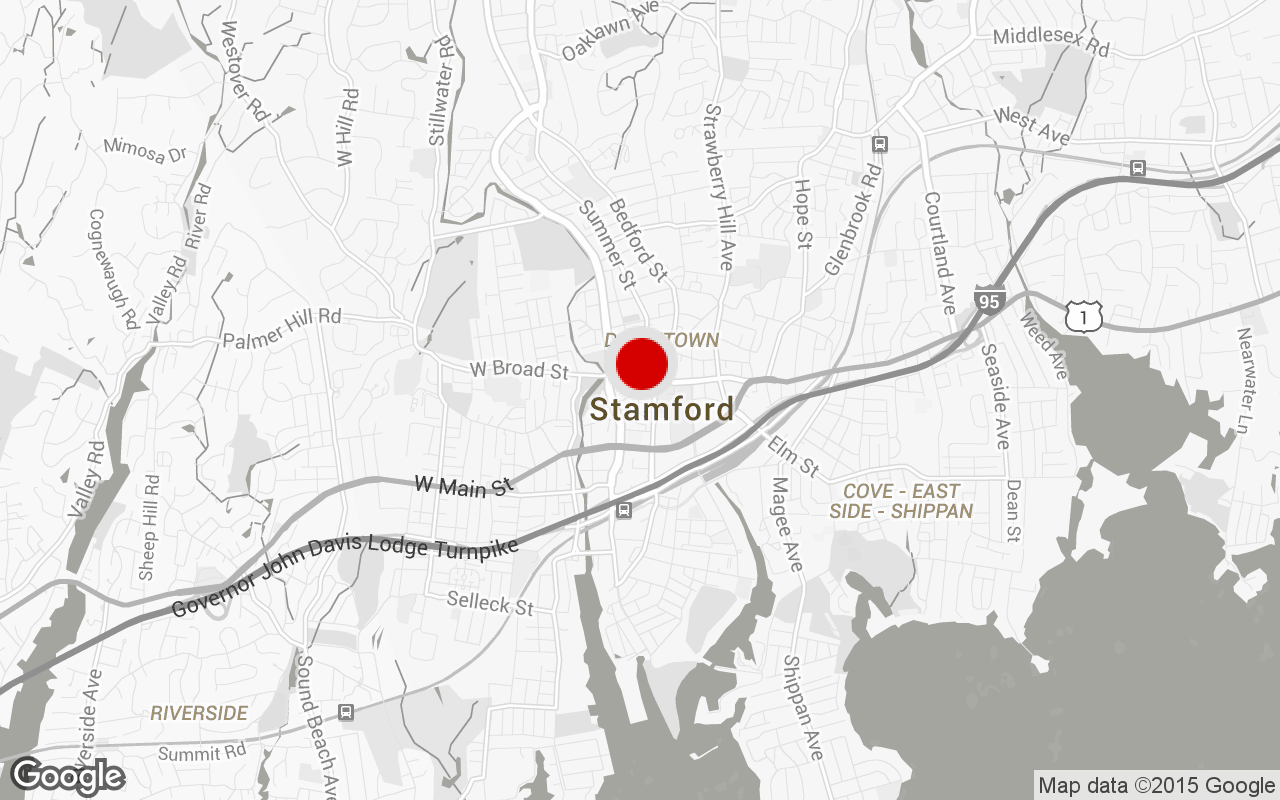 Oaklawn Ave
Middlesex Rd
Westover Rd
W Hill Rd
Stillwater Rd
Strawberry Hill Ave
West Ave
Mimosa Dr
Hope St
Glenbrook Rd
Courtland Ave
River Rd
Bedford St
Summer St
Cognewaugh Rd
Valley Rd
95
1
Palmer Hill Rd
Weed Ave
Nearwater Ln
TOWN
W Broad St
Seaside Ave
Stamford
Elm St
Valley Rd
W Main St
COVE - EAST
SIDE - SHIPPAN
Sheep Hill Rd
Magee Ave
Dean St
Governor John Davis Lodge Turnpike
Selleck St
Sound Beach Ave
Shippan Ave
RIVERSIDE
erside Ave
Summit Rd
Google
Map data ©2015 Google